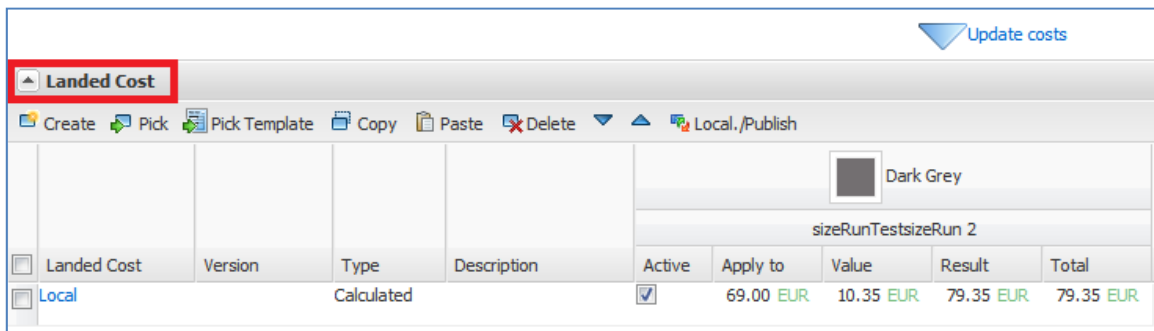 Update costs
Landed Cost
Create Pick Pick Template Copy Paste Delete Local./Publish
Dark Grey
sizeRunTestsizeRun 2
Landed Cost Version Type Description Active Apply to Value Result Total
Local Calculated 69.00 EUR 10.35 EUR 79.35 EUR 79.35 EUR